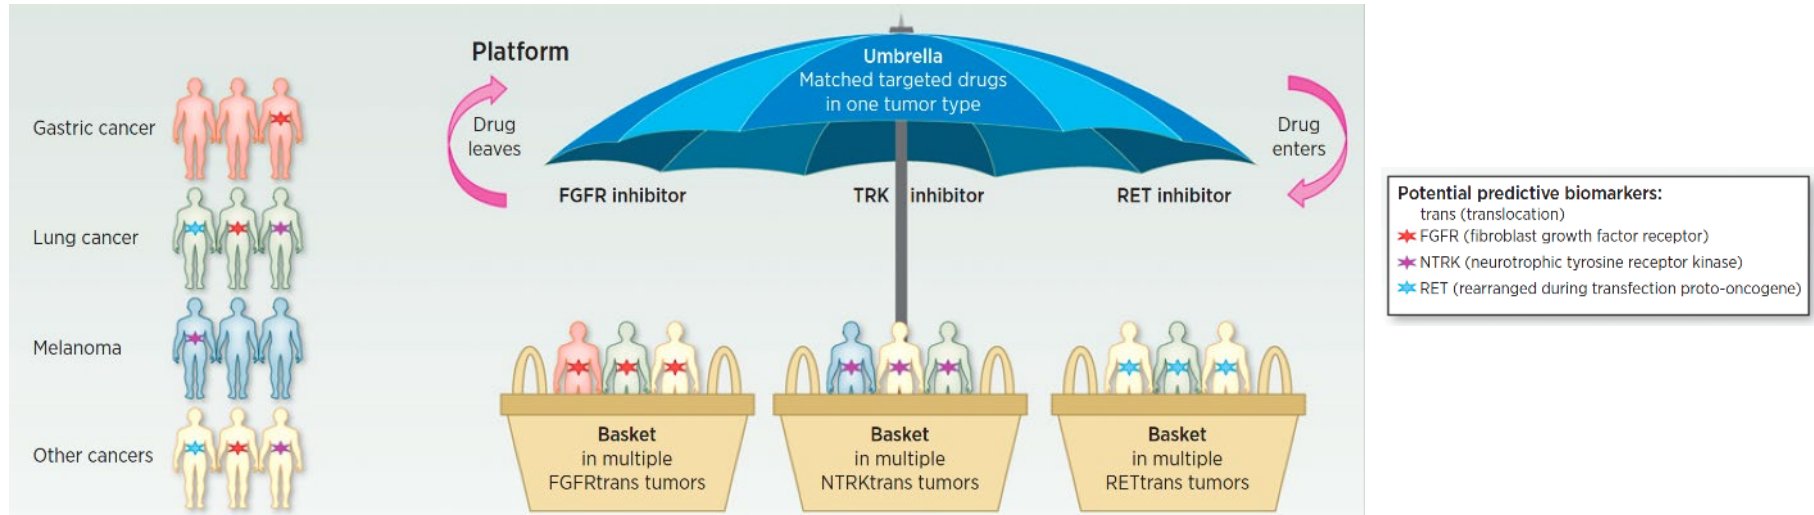 Platform
Gastric cancer
Lung cancer
Melanoma
Other cancers
Drug
leaves
Umbrella
Matched targeted drugs
in one tumor type
Drug
enters
FGFR inhibitor
TRK inhibitor
RET inhibitor
Basket
in multiple
FGFRtrans tumors
Basket
in multiple
NTRKtrans tumors
Basket
in multiple
RETtrans tumors
Potential predictive biomarkers:
trans (translocation)
FGFR (fibroblast growth factor receptor)
NTRK (neurotrophic tyrosine receptor kinase)
RET (rearranged during transfection proto-oncogene)